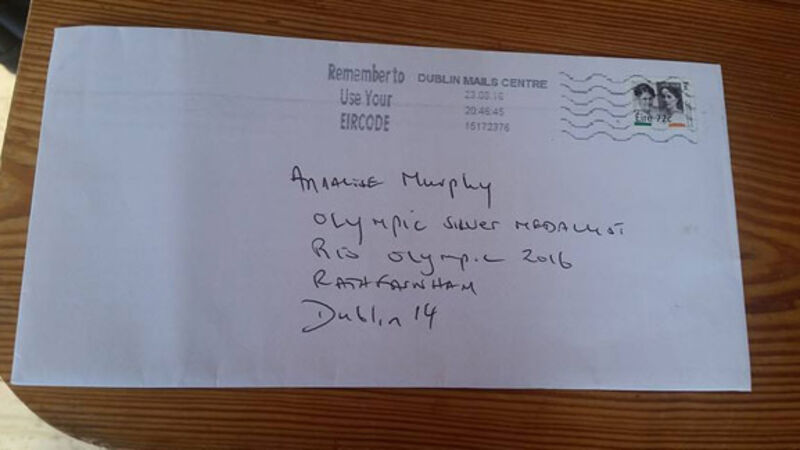 Remember to
Use Your
EIRCODE
DUBLIN MAILS CENTRE
23.08.16
20:46:45
15172376
Éire 72c
Annalise Murphy
Olympic Silver Medallist
Rio Olympic 2016
RATHFARNHAM
Dublin 14